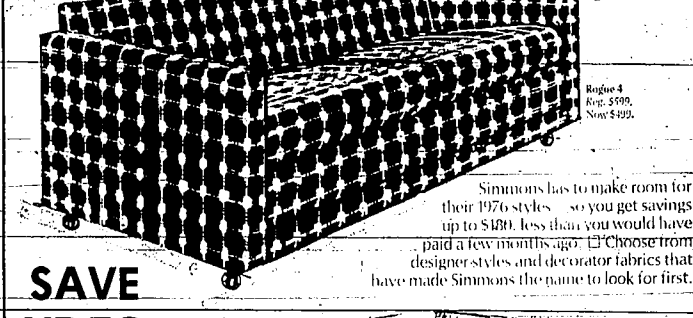 Rogue 4
Reg. $599.
Now $499.
Simmons has to make room for
their 1976 styles so you get savings
up to $180. less than you would have
paid a few months ago. Choose from
designer styles and decorator fabrics that
have made Simmons the name to look for first.
SAVE